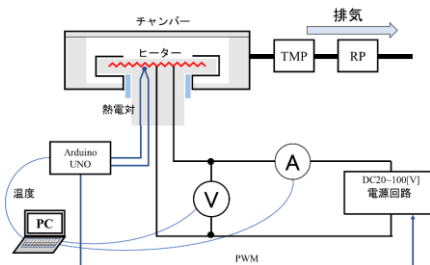 チャンバー
排気
ヒーター
TMP
RP
熱電対
Arduino
UNO
A
DC20~100[V]
電源回路
V
温度
PC
PWM